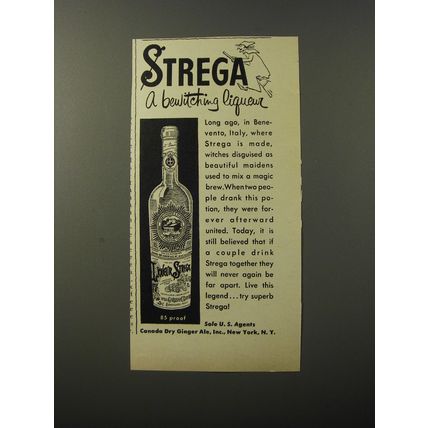 STREGA
A bewitching liqueur
Long ago, in Bene-
vento, Italy, where
Strega is made,
witches disguised as
beautiful maidens
used to mix a magic
brew. When two peo-
ple drank this po-
tion, they were for-
ever afterward
united. Today, it is
still believed that if
a couple drink
Strega together they
will never again be
far apart. Live this
legend...try superb
Strega!
Liquore Strega
85 proof
Sole U. S. Agents
Canada Dry Ginger Ale, Inc., New York, N. Y.